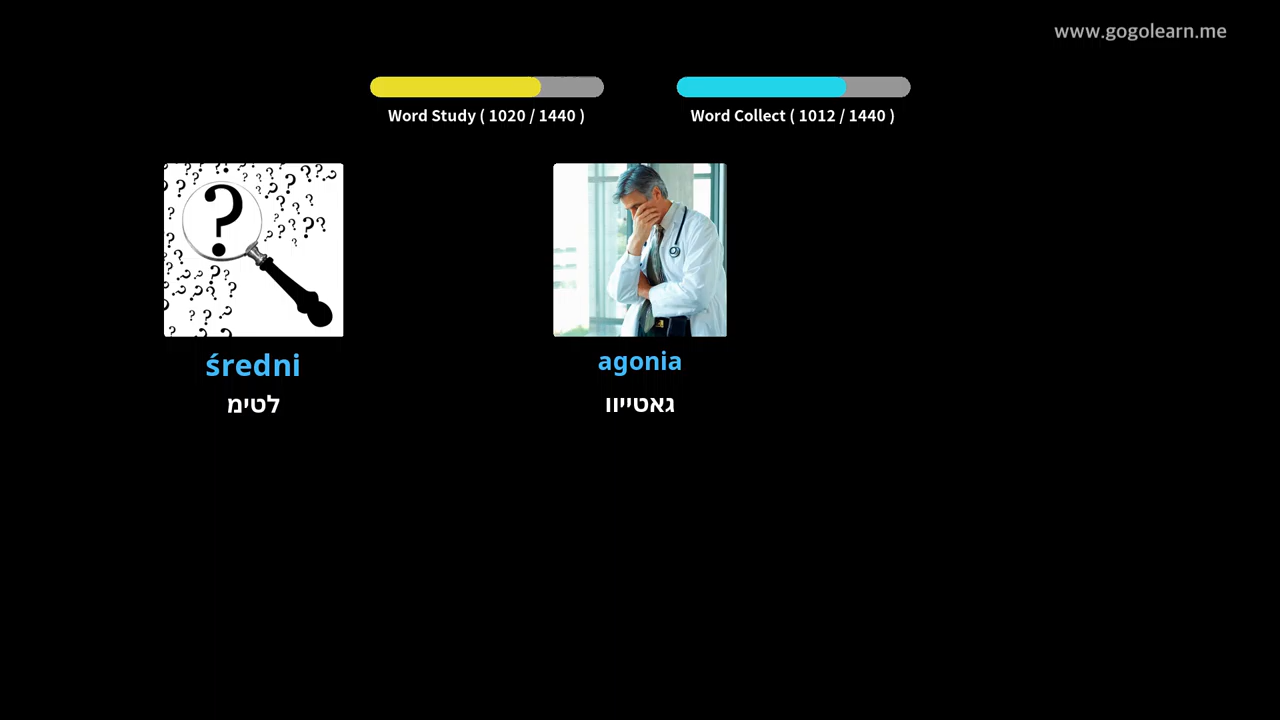 www.gogolearn.me
Word Study ( 1020 / 1440 )
Word Collect ( 1012 / 1440 )
średni
לטימ
agonia
גאטייוו